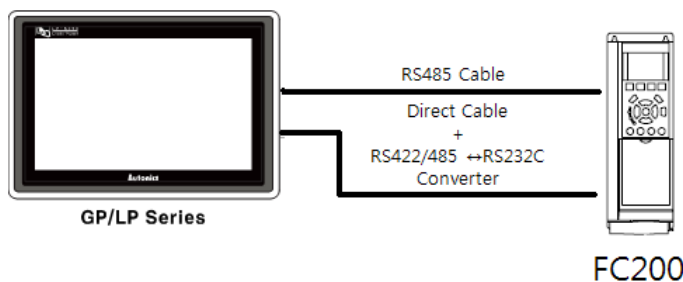 RS485 Cable
Direct Cable
+
RS422/485 ↔RS232C
Converter
Autonics
GP/LP Series
FC200